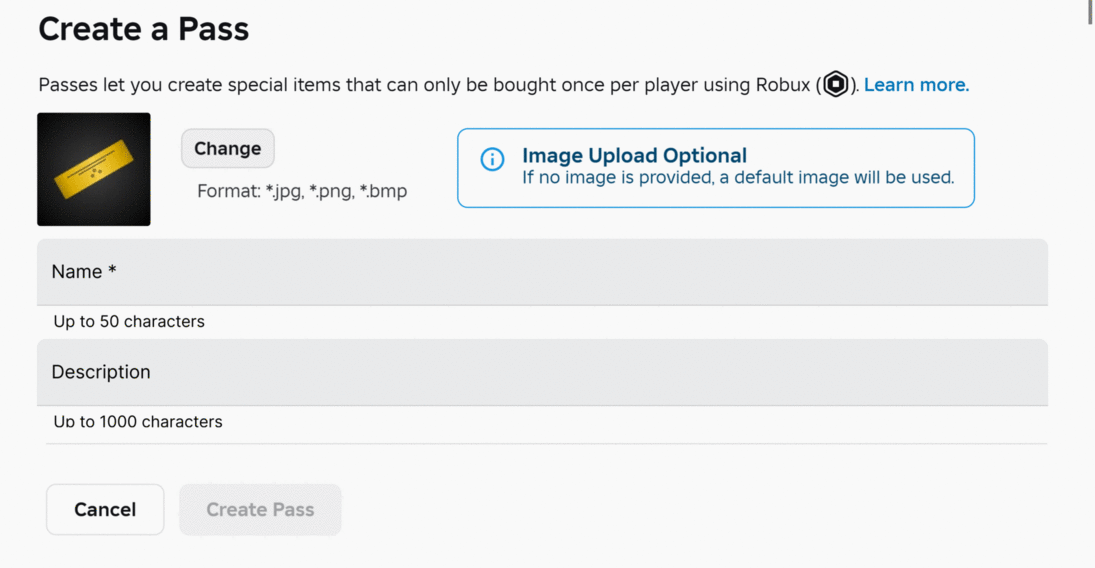 Create a Pass
Passes let you create special items that can only be bought once per player using Robux (). Learn more.
Change
Format: *.jpg, *.png, *.bmp
Image Upload Optional
If no image is provided, a default image will be used.
Name *
Up to 50 characters
Description
Up to 1000 characters
Cancel
Create Pass